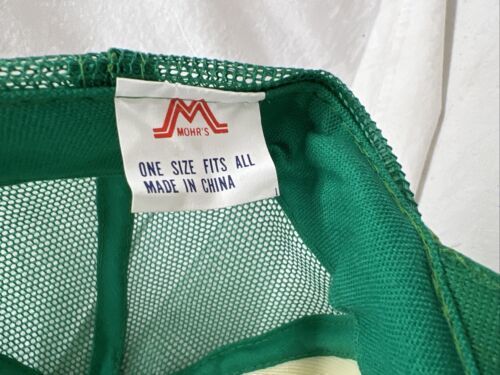 MOHR'S
ONE SIZE FITS ALL
MADE IN CHINA